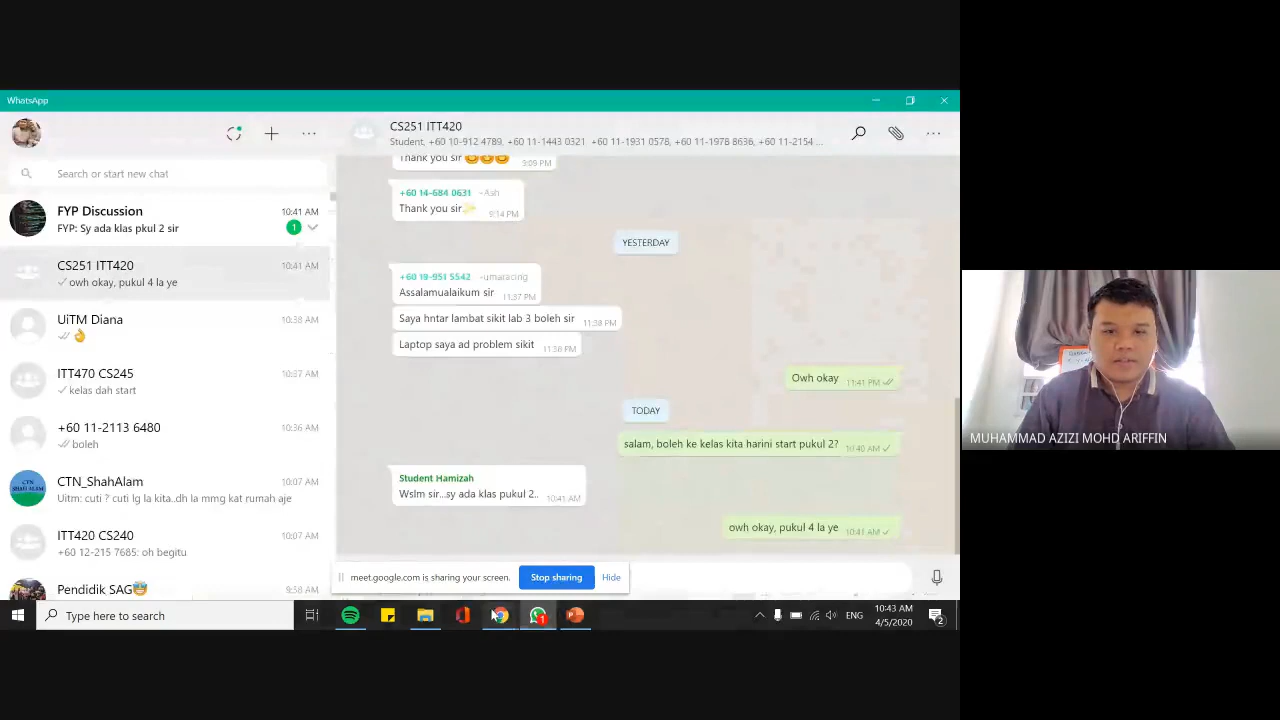 WhatsApp
Search or start new chat
FYP Discussion 10:41 AM
FYP: Sy ada klas pkul 2 sir 1
CS251 ITT420 10:41 AM
owh okay, pukul 4 la ye
UiTM Diana 10:38 AM
ITT470 CS245 10:37 AM
kelas dah start
+60 11-2113 6480 10:36 AM
boleh
CTN_ShahAlam 10:07 AM
Uitm: cuti ? cuti lg la kita..dh la mmg kat rumah aje
ITT420 CS240 10:07 AM
+60 12-215 7685: oh begitu
Pendidik SAG 9:58 AM
CS251 ITT420
Student, +60 10-912 4789, +60 11-1443 0321 +60 11-1931 0578, +60 11-1978 8636, +60 11-2154 ...
Thank you sir 9:09 PM
+60 14-684 0631 ~Ash
Thank you sir 9:14 PM
YESTERDAY
+60 19-951 5542 ~umaracing
Assalamualaikum sir 11:37 PM
Saya hntar lambat sikit lab 3 boleh sir 11:38 PM
Laptop saya ad problem sikit 11:38 PM
Owh okay 11:41 PM
TODAY
salam, boleh ke kelas kita harini start pukul 2? 10:40 AM
Student Hamizah
Wslm sir...sy ada klas pukul 2.. 10:41 AM
owh okay, pukul 4 la ye 10:41 AM
meet.google.com is sharing your screen. Stop sharing Hide
Type here to search
1
ENG
10:43 AM
4/5/2020
2
MUHAMMAD AZIZI MOHD ARIFFIN